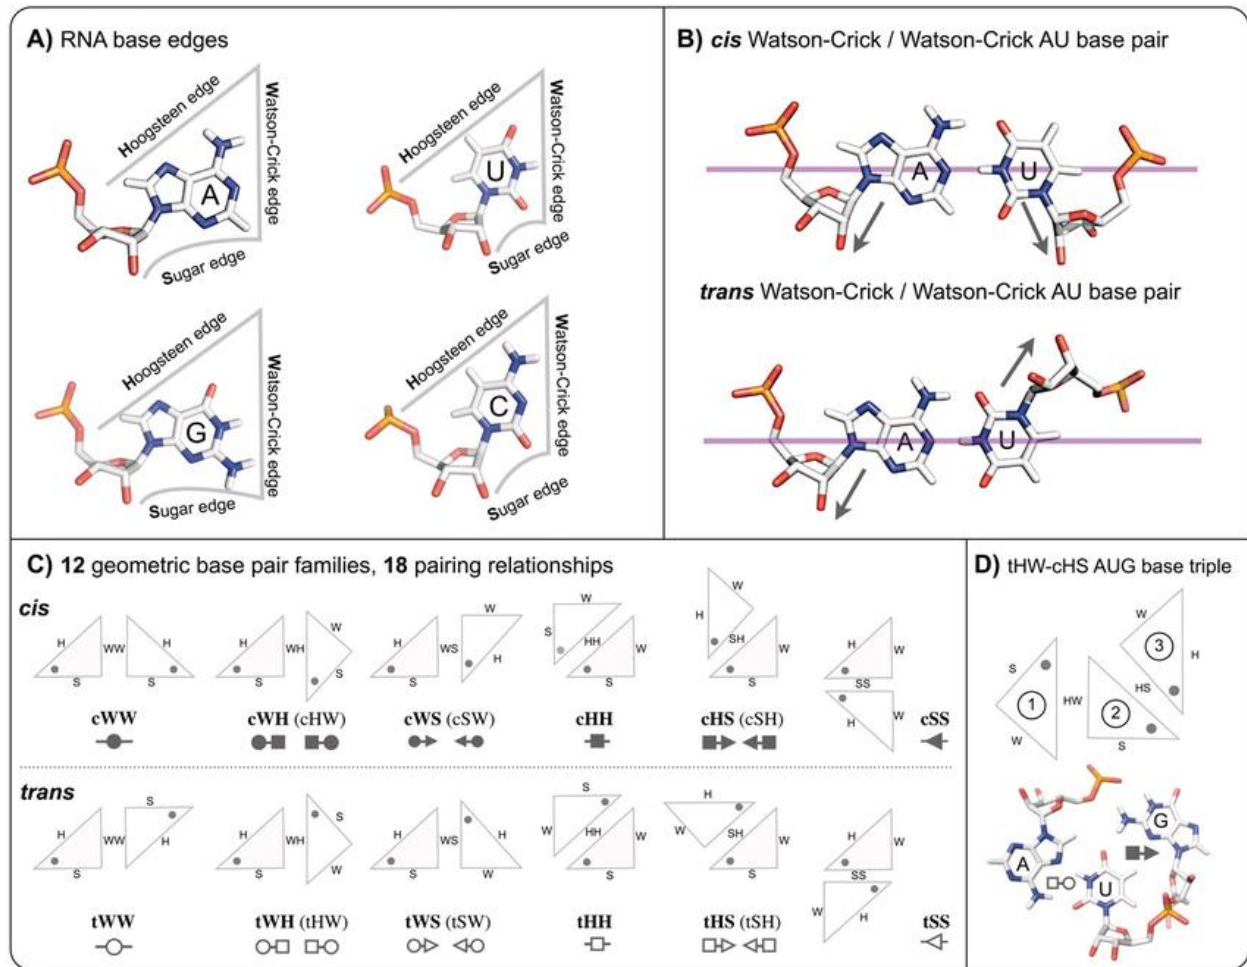 A) RNA base edges
Hoogsteen edge
Watson-Crick edge
A
Sugar edge
Hoogsteen edge
Watson-Crick edge
U
Sugar edge
Hoogsteen edge
Watson-Crick edge
G
Sugar edge
Hoogsteen edge
Watson-Crick edge
C
Sugar edge
B) cis Watson-Crick / Watson-Crick AU base pair
A U
trans Watson-Crick / Watson-Crick AU base pair
A U
C) 12 geometric base pair families, 18 pairing relationships
cis
H WW H
S S
H WH W
S S
W
H WS H
S
W
S HH W
S
W
H SH W
S
H W
S S
H W
cWW cWH (cHW) cWS (cSW) cHH cHS (cSH) cSS
trans
S
H WW H
S
S
H WH W
S
H WS H
S W
S
W HH H W
S
H
W SH W
S
H W
S S
W H
tWW tWH (tHW) tWS (tSW) tHH tHS (tSH) tSS
D) tHW-cHS AUG base triple
W 3 H
S 1 W
HW HS
2 S
G
A
U